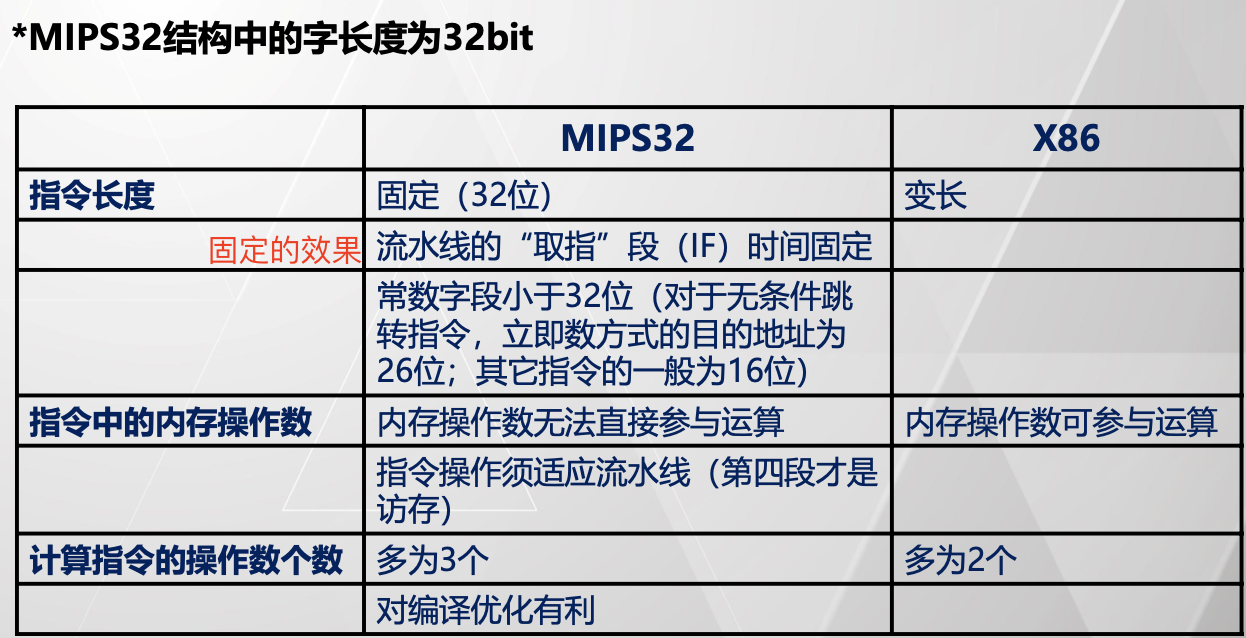 *MIPS32结构中的字长度为32bit
MIPS32
X86
指令长度
固定（32位）
变长
固定的效果
流水线的“取指”段（IF）时间固定
常数字段小于32位（对于无条件跳
转指令，立即数方式的目的地址为
26位；其它指令的一般为16位）
指令中的内存操作数
内存操作数无法直接参与运算
内存操作数可参与运算
指令操作须适应流水线（第四段才是
访存）
计算指令的操作数个数
多为3个
多为2个
对编译优化有利